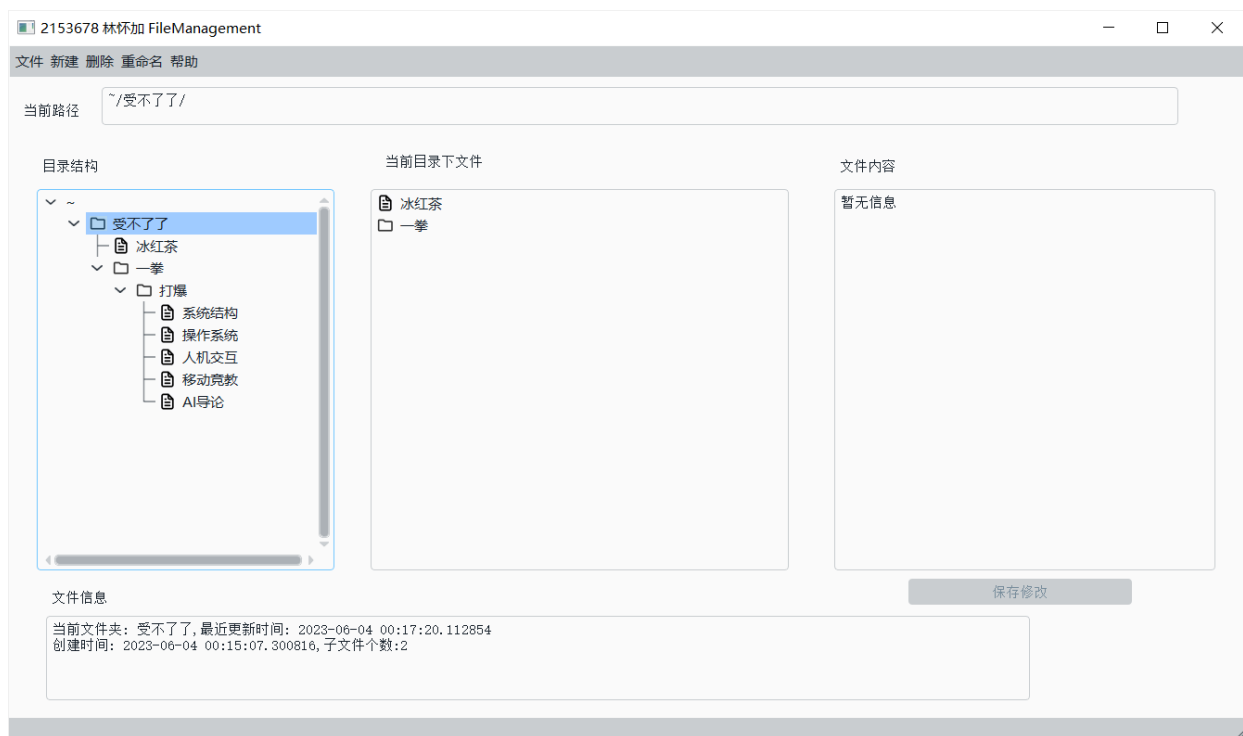 2153678 林怀加 FileManagement
文件 新建 删除 重命名 帮助
当前路径
~/受不了了/
目录结构
当前目录下文件
文件内容
~
受不了了
冰红茶
一拳
打爆
系统结构
操作系统
人机交互
移动竞教
AI导论
冰红茶
一拳
暂无信息
保存修改
文件信息
当前文件夹: 受不了了,最近更新时间: 2023-06-04 00:17:20.112854
创建时间: 2023-06-04 00:15:07.300816,子文件个数:2